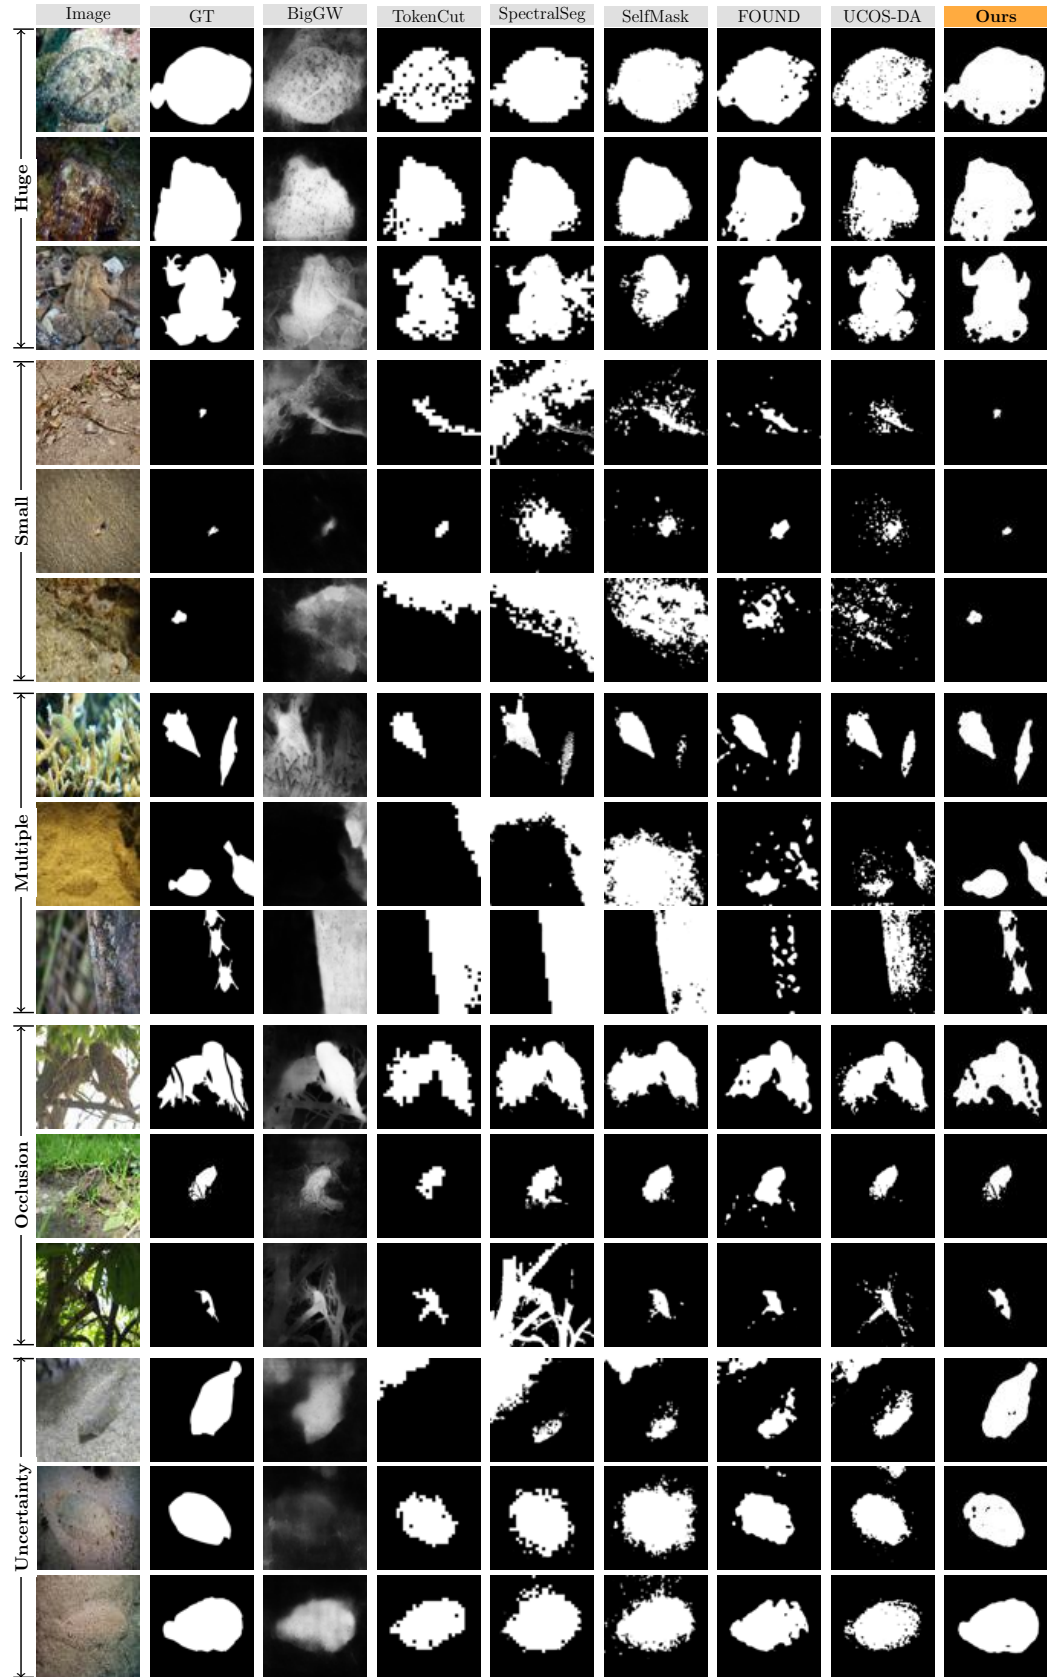 Image GT BigGW TokenCut SpectralSeg SelfMask FOUND UCOS-DA Ours
Huge
Small
Multiple
Occlusion
Uncertainty